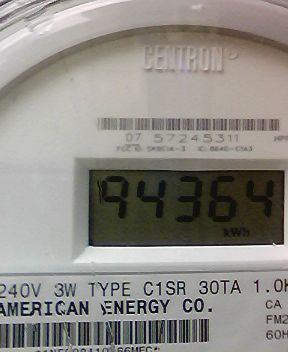 CENTRON®
07 57245311
94364
kWh
240V 3W TYPE C1SR 30TA 1.0K
AMERICAN ENERGY CO.
CA
FM2
60H